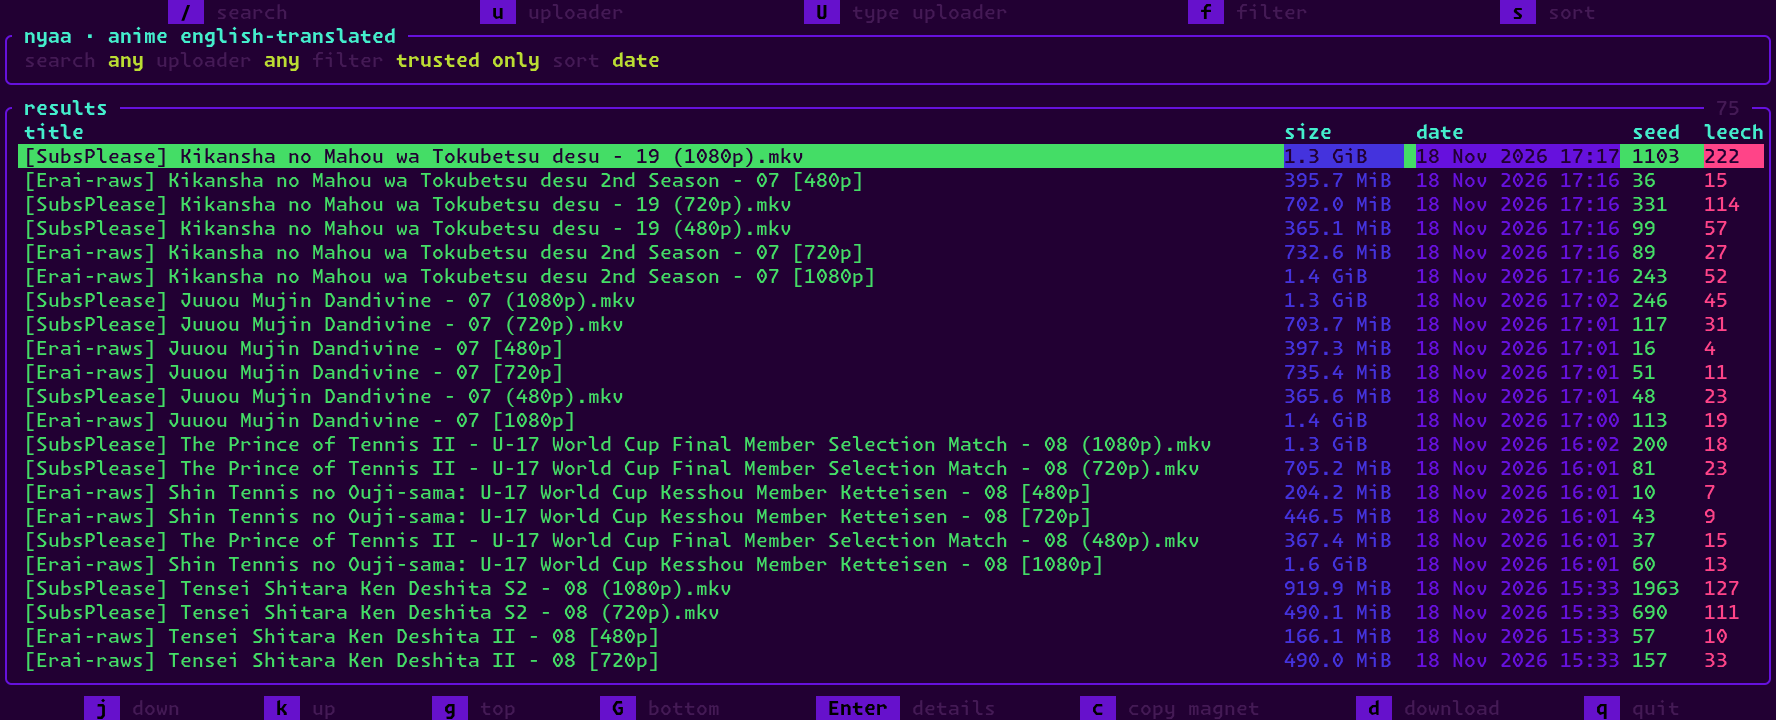 / search u uploader U type uploader f filter s sort
nyaa · anime english-translated
search any uploader any filter trusted only sort date
results 75
title size date seed leech
[SubsPlease] Kikansha no Mahou wa Tokubetsu desu - 19 (1080p).mkv 1.3 GiB 18 Nov 2026 17:17 1103 222
[Erai-raws] Kikansha no Mahou wa Tokubetsu desu 2nd Season - 07 [480p] 395.7 MiB 18 Nov 2026 17:16 36 15
[SubsPlease] Kikansha no Mahou wa Tokubetsu desu - 19 (720p).mkv 702.0 MiB 18 Nov 2026 17:16 331 114
[SubsPlease] Kikansha no Mahou wa Tokubetsu desu - 19 (480p).mkv 365.1 MiB 18 Nov 2026 17:16 99 57
[Erai-raws] Kikansha no Mahou wa Tokubetsu desu 2nd Season - 07 [720p] 732.6 MiB 18 Nov 2026 17:16 89 27
[Erai-raws] Kikansha no Mahou wa Tokubetsu desu 2nd Season - 07 [1080p] 1.4 GiB 18 Nov 2026 17:16 243 52
[SubsPlease] Juuou Mujin Dandivine - 07 (1080p).mkv 1.3 GiB 18 Nov 2026 17:02 246 45
[SubsPlease] Juuou Mujin Dandivine - 07 (720p).mkv 703.7 MiB 18 Nov 2026 17:01 117 31
[Erai-raws] Juuou Mujin Dandivine - 07 [480p] 397.3 MiB 18 Nov 2026 17:01 16 4
[Erai-raws] Juuou Mujin Dandivine - 07 [720p] 735.4 MiB 18 Nov 2026 17:01 51 11
[SubsPlease] Juuou Mujin Dandivine - 07 (480p).mkv 365.6 MiB 18 Nov 2026 17:01 48 23
[Erai-raws] Juuou Mujin Dandivine - 07 [1080p] 1.4 GiB 18 Nov 2026 17:00 113 19
[SubsPlease] The Prince of Tennis II - U-17 World Cup Final Member Selection Match - 08 (1080p).mkv 1.3 GiB 18 Nov 2026 16:02 200 18
[SubsPlease] The Prince of Tennis II - U-17 World Cup Final Member Selection Match - 08 (720p).mkv 705.2 MiB 18 Nov 2026 16:01 81 23
[Erai-raws] Shin Tennis no Ouji-sama: U-17 World Cup Kesshou Member Ketteisen - 08 [480p] 204.2 MiB 18 Nov 2026 16:01 10 7
[Erai-raws] Shin Tennis no Ouji-sama: U-17 World Cup Kesshou Member Ketteisen - 08 [720p] 446.5 MiB 18 Nov 2026 16:01 43 9
[SubsPlease] The Prince of Tennis II - U-17 World Cup Final Member Selection Match - 08 (480p).mkv 367.4 MiB 18 Nov 2026 16:01 37 15
[Erai-raws] Shin Tennis no Ouji-sama: U-17 World Cup Kesshou Member Ketteisen - 08 [1080p] 1.6 GiB 18 Nov 2026 16:01 60 13
[SubsPlease] Tensei Shitara Ken Deshita S2 - 08 (1080p).mkv 919.9 MiB 18 Nov 2026 15:33 1963 127
[SubsPlease] Tensei Shitara Ken Deshita S2 - 08 (720p).mkv 490.1 MiB 18 Nov 2026 15:33 690 111
[Erai-raws] Tensei Shitara Ken Deshita II - 08 [480p] 166.1 MiB 18 Nov 2026 15:33 57 10
[Erai-raws] Tensei Shitara Ken Deshita II - 08 [720p] 490.0 MiB 18 Nov 2026 15:33 157 33
j down k up g top G bottom Enter details c copy magnet d download q quit